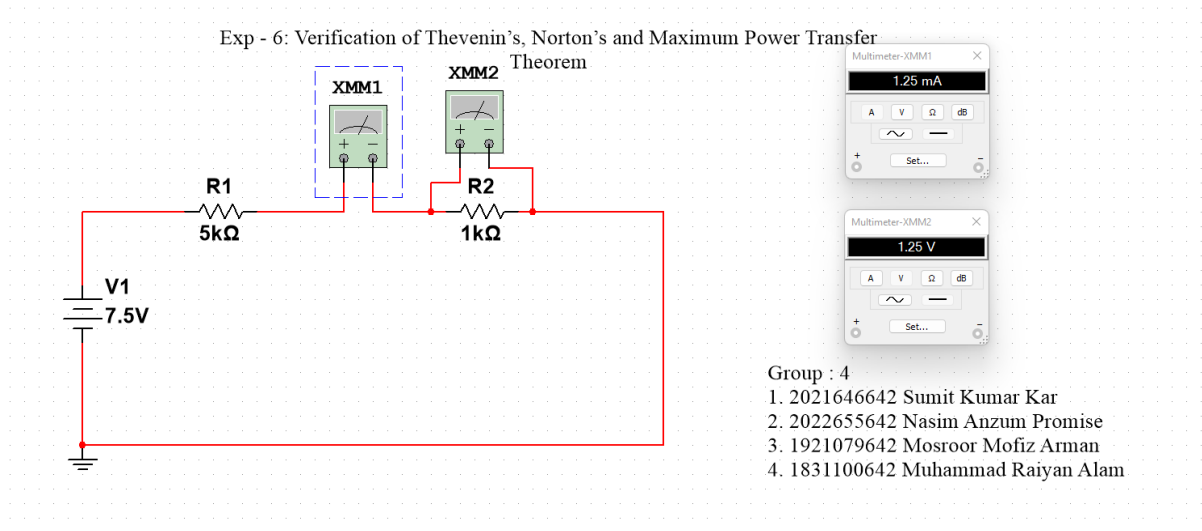 Exp - 6: Verification of Thevenin's, Norton's and Maximum Power Transfer
Theorem
XMM1
XMM2
+ −
+ −
R1
5kΩ
R2
1kΩ
V1
7.5V
Multimeter-XMM1 ×
1.25 mA
A V Ω dB
+ Set... −
Multimeter-XMM2 ×
1.25 V
A V Ω dB
+ Set... −
Group : 4
1. 2021646642 Sumit Kumar Kar
2. 2022655642 Nasim Anzum Promise
3. 1921079642 Mosroor Mofiz Arman
4. 1831100642 Muhammad Raiyan Alam